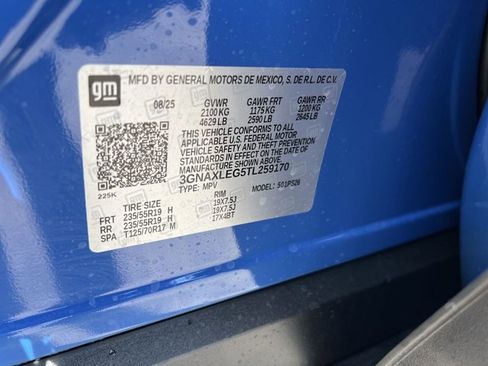 gm
MFD BY GENERAL MOTORS DE MEXICO, S. DE R.L. DE C.V.
08/25 GVWR GAWR FRT GAWR RR
2100 KG 1175 KG 1200 KG
4629 LB 2590 LB 2645 LB
THIS VEHICLE CONFORMS TO ALL
APPLICABLE U.S. FEDERAL MOTOR
VEHICLE SAFETY AND THEFT PREVENTION
STANDARDS IN EFFECT ON THE DATE OF
MANUFACTURE SHOWN ABOVE.
3GNAXLEG5TL259170
225K
TYPE: MPV MODEL: 501PS26
TIRE SIZE RIM
FRT 235/55R19 H 19X7.5J
RR 235/55R19 H 19X7.5J
SPA T125/70R17 M 17X4BT